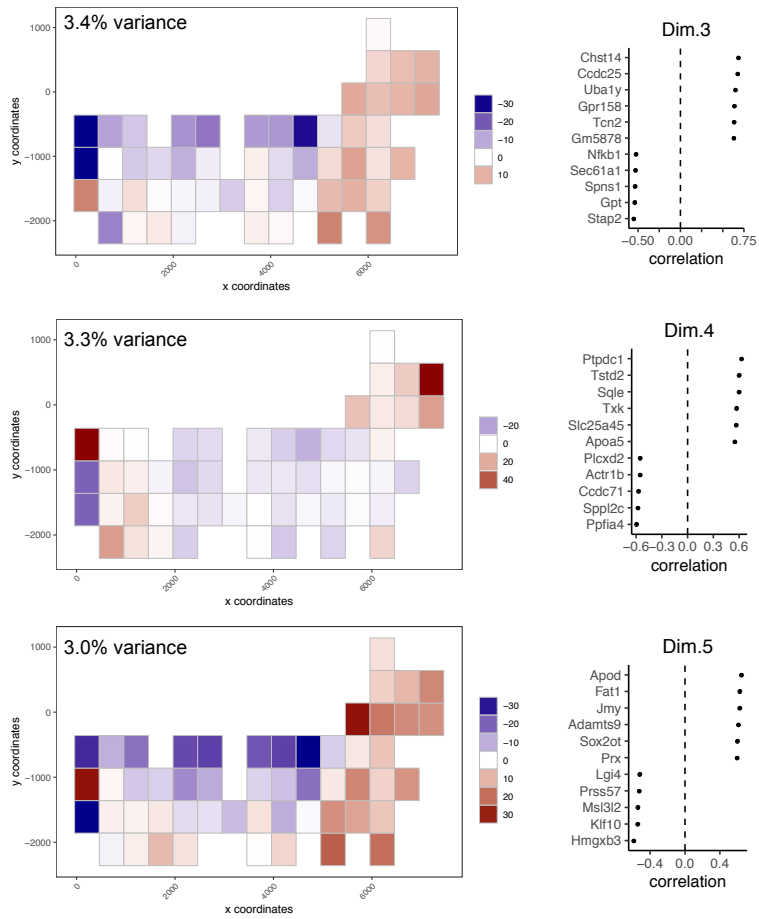 3.4% variance
1000
0
−1000
−2000
y coordinates
0
2000
4000
6000
x coordinates
−30
−20
−10
0
10
Dim.3
Chst14
Ccdc25
Uba1y
Gpr158
Tcn2
Gm5878
Nfkb1
Sec61a1
Spns1
Gpt
Stap2
−0.50 0.00 0.75
correlation
3.3% variance
1000
0
−1000
−2000
y coordinates
0
2000
4000
6000
x coordinates
−20
0
20
40
Dim.4
Ptpdc1
Tstd2
Sqle
Txk
Slc25a45
Apoa5
Plcxd2
Actr1b
Ccdc71
Sppl2c
Ppfia4
−0.6 −0.3 0.0 0.3 0.6
correlation
3.0% variance
1000
0
−1000
−2000
y coordinates
0
2000
4000
6000
x coordinates
−30
−20
−10
0
10
20
30
Dim.5
Apod
Fat1
Jmy
Adamts9
Sox2ot
Prx
Lgi4
Prss57
Msl3l2
Klf10
Hmgxb3
−0.4 0.0 0.4
correlation